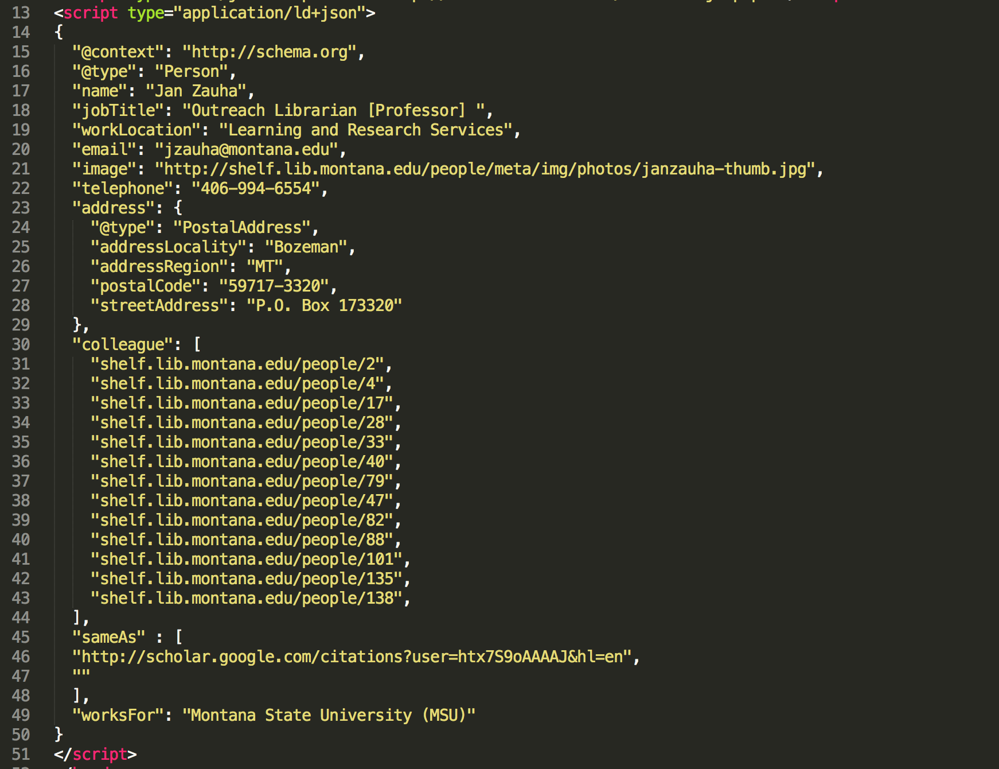 13 <script type="application/ld+json">
14 {
15 "@context": "http://schema.org",
16 "@type": "Person",
17 "name": "Jan Zauha",
18 "jobTitle": "Outreach Librarian [Professor] ",
19 "workLocation": "Learning and Research Services",
20 "email": "jzauha@montana.edu",
21 "image": "http://shelf.lib.montana.edu/people/meta/img/photos/janzauha-thumb.jpg",
22 "telephone": "406-994-6554",
23 "address": {
24 "@type": "PostalAddress",
25 "addressLocality": "Bozeman",
26 "addressRegion": "MT",
27 "postalCode": "59717-3320",
28 "streetAddress": "P.O. Box 173320"
29 },
30 "colleague": [
31 "shelf.lib.montana.edu/people/2",
32 "shelf.lib.montana.edu/people/4",
33 "shelf.lib.montana.edu/people/17",
34 "shelf.lib.montana.edu/people/28",
35 "shelf.lib.montana.edu/people/33",
36 "shelf.lib.montana.edu/people/40",
37 "shelf.lib.montana.edu/people/79",
38 "shelf.lib.montana.edu/people/47",
39 "shelf.lib.montana.edu/people/82",
40 "shelf.lib.montana.edu/people/88",
41 "shelf.lib.montana.edu/people/101",
42 "shelf.lib.montana.edu/people/135",
43 "shelf.lib.montana.edu/people/138",
44 ],
45 "sameAs" : [
46 "http://scholar.google.com/citations?user=htx7S9oAAAAJ&hl=en",
47 ""
48 ],
49 "worksFor": "Montana State University (MSU)"
50 }
51 </script>